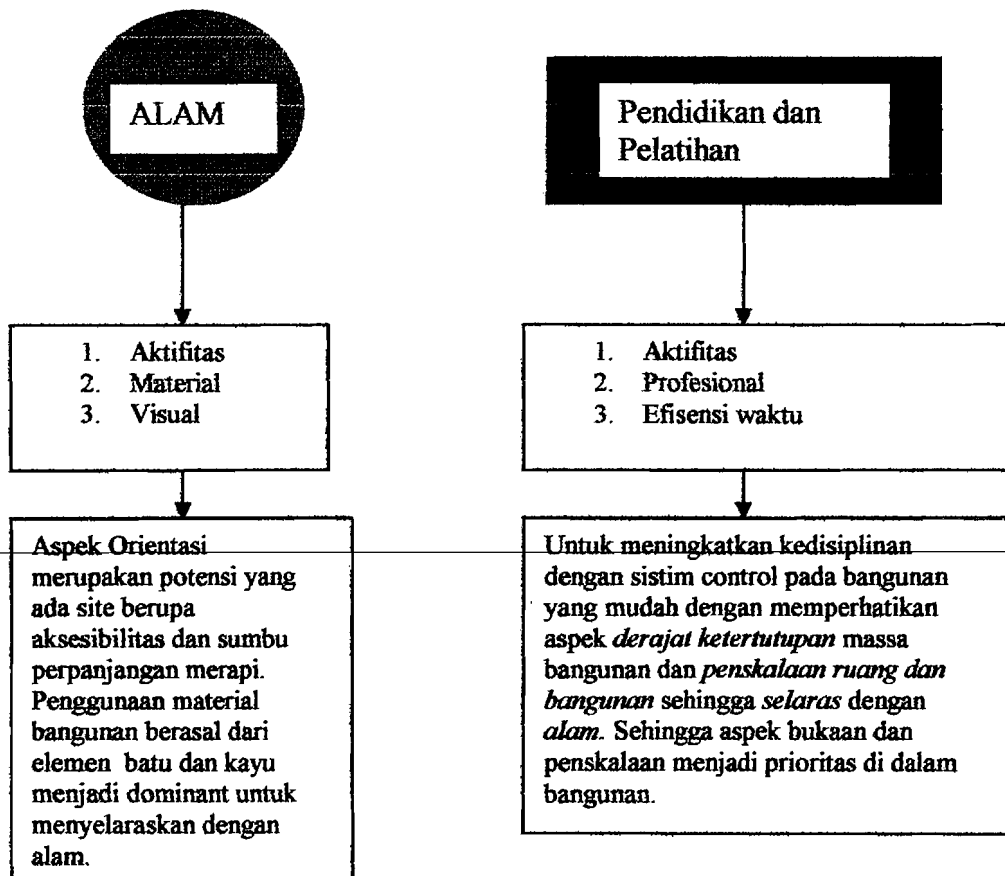 ALAM
1. Aktifitas
2. Material
3. Visual
Aspek Orientasi
merupakan potensi yang
ada site berupa
aksesibilitas dan sumbu
perpanjangan merapi.
Penggunaan material
bangunan berasal dari
elemen batu dan kayu
menjadi dominant untuk
menyelaraskan dengan
alam.
Pendidikan dan
Pelatihan
1. Aktifitas
2. Profesional
3. Efisensi waktu
Untuk meningkatkan kedisiplinan
dengan sistim control pada bangunan
yang mudah dengan memperhatikan
aspek derajat ketertutupan massa
bangunan dan penskalaan ruang dan
bangunan sehingga selaras dengan
alam. Sehingga aspek bukaan dan
penskalaan menjadi prioritas di dalam
bangunan.